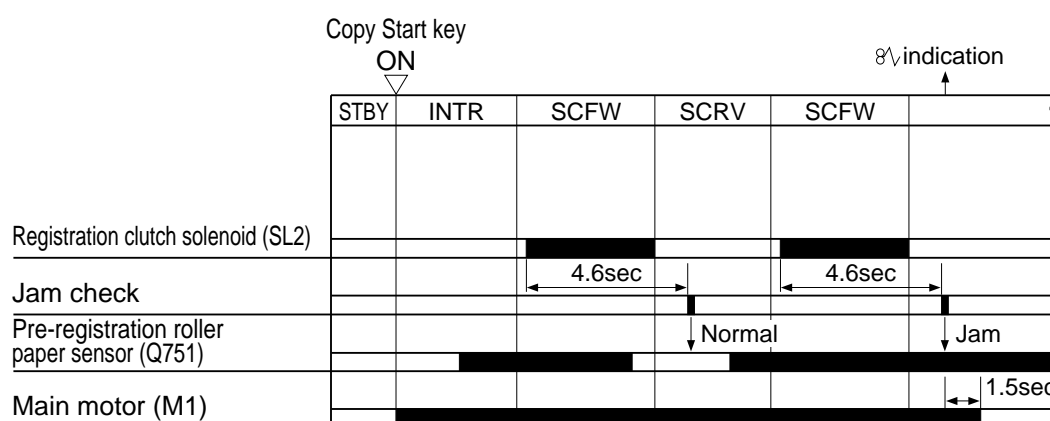 Copy Start key
ON
indication
STBY INTR SCFW SCRV SCFW
Registration clutch solenoid (SL2)
4.6sec 4.6sec
Jam check
Normal Jam
Pre-registration roller
paper sensor (Q751)
1.5sec
Main motor (M1)